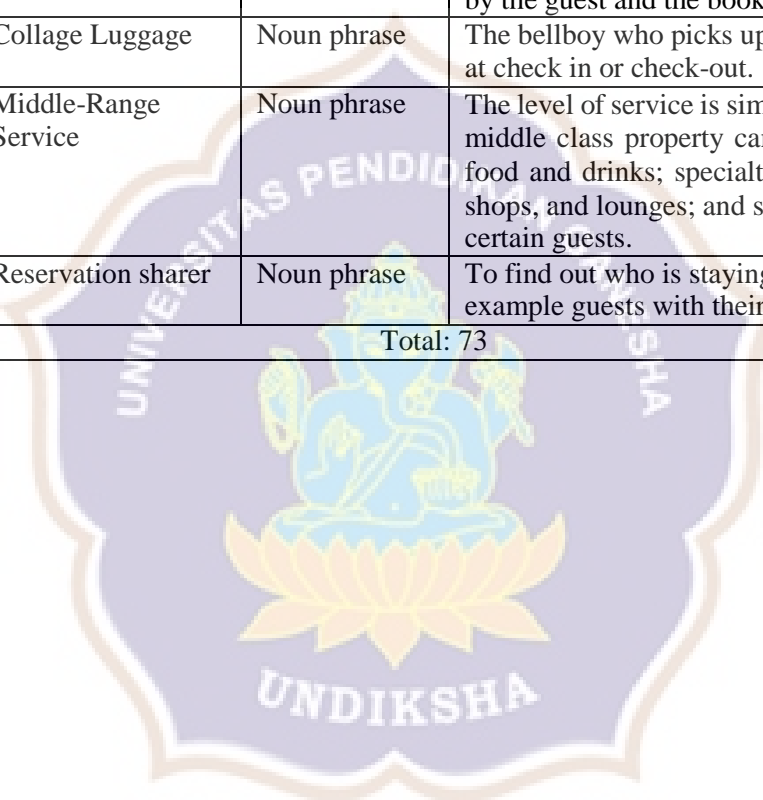 by the guest and the book
Collage Luggage Noun phrase The bellboy who picks up
at check in or check-out.
Middle-Range Noun phrase The level of service is sim
Service middle class property can
food and drinks; specialt
shops, and lounges; and s
certain guests.
Reservation sharer Noun phrase To find out who is staying
example guests with their
Total: 73
UNIVERSITAS PENDIDIKAN GANESHA
UNDIKSHA